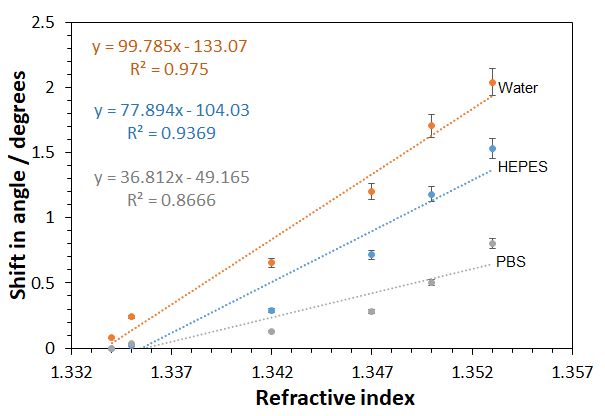 2.5
y = 99.785x - 133.07
R² = 0.975
2
Water
y = 77.894x - 104.03
R² = 0.9369
1.5
HEPES
y = 36.812x - 49.165
R² = 0.8666
1
PBS
0.5
0
Shift in angle / degrees
1.332 1.337 1.342 1.347 1.352 1.357
Refractive index